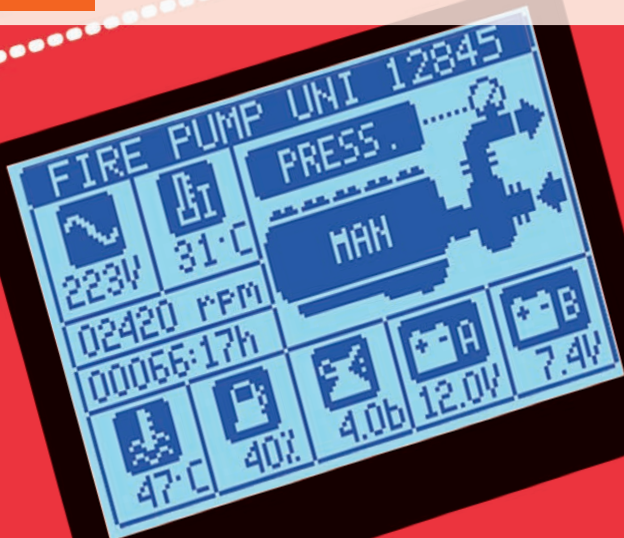 FIRE PUMP UNI 12845
223V
31°C
PRESS.
MAN
02420 rpm
00066:17h
47°C
40%
4.0b
A
12.0V
B
7.4V